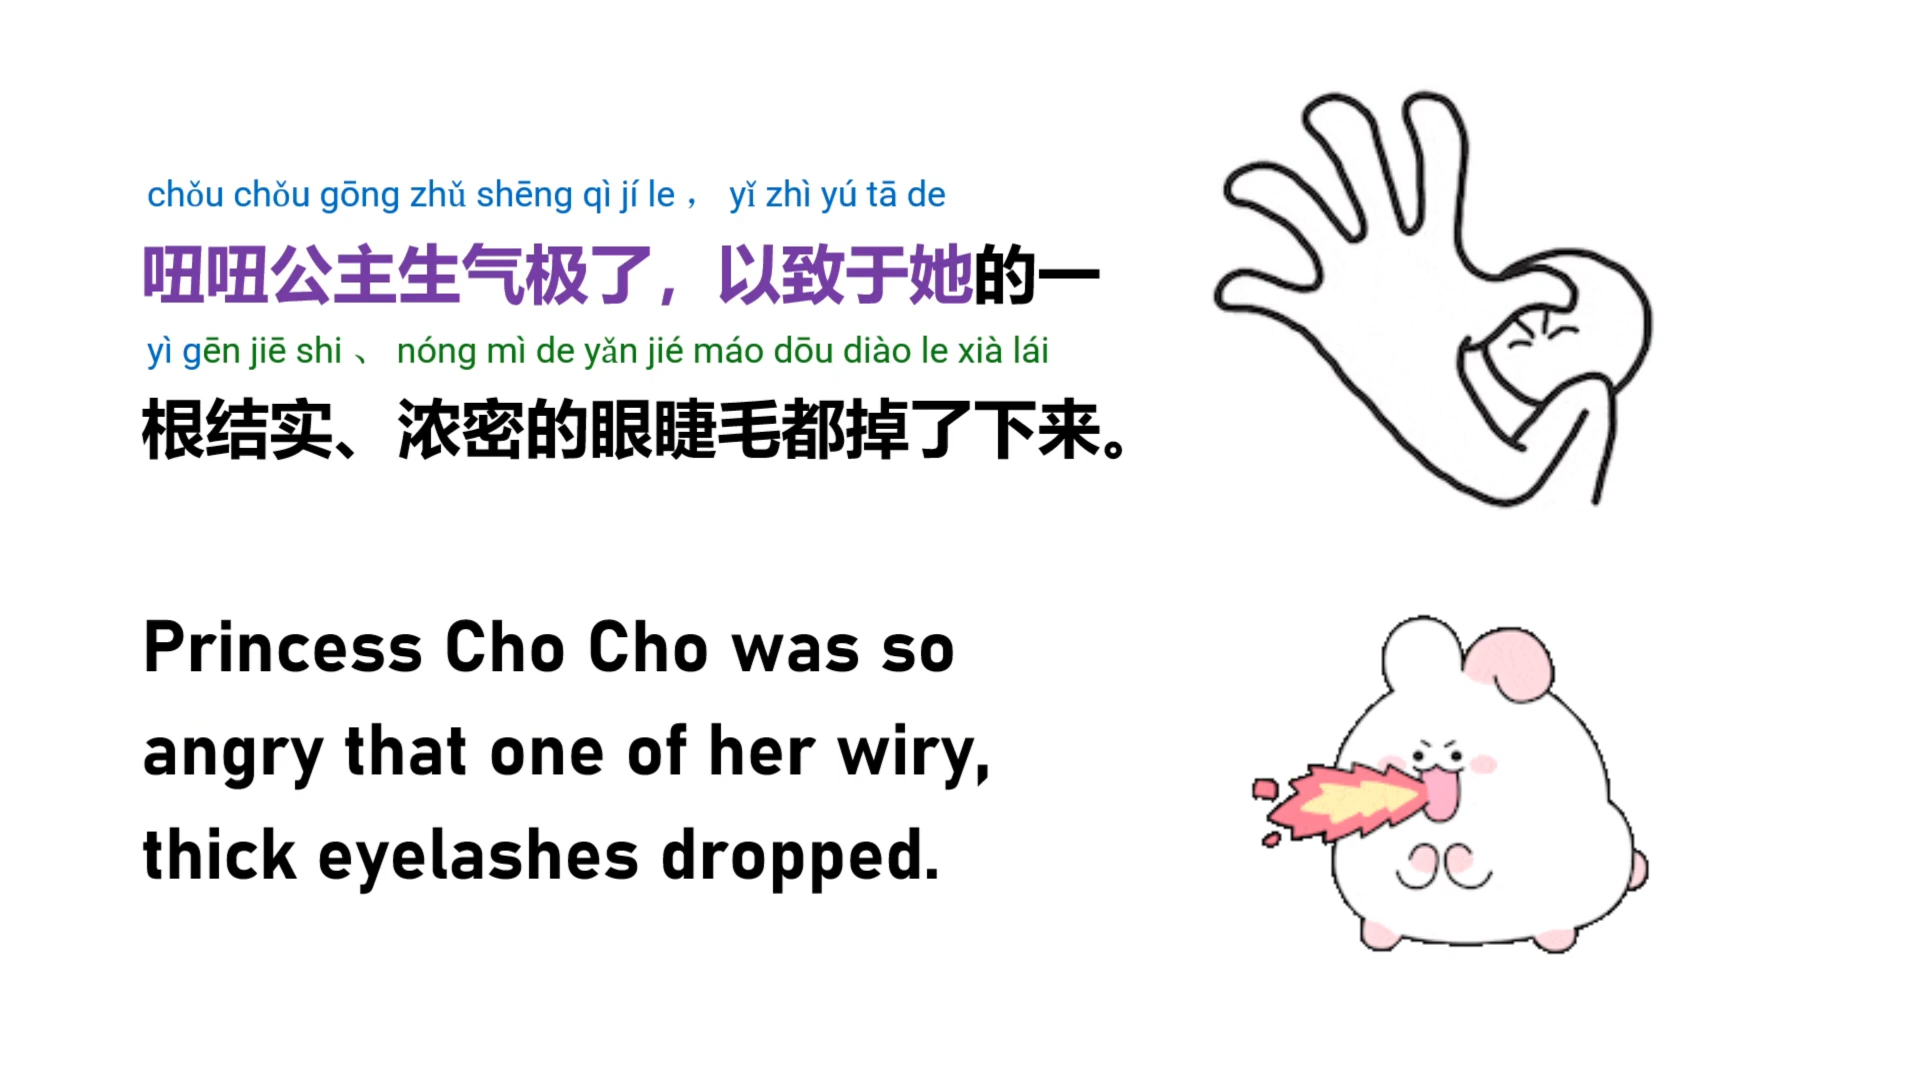 chǒu chǒu gōng zhǔ shēng qì jí le ， yǐ zhì yú tā de
吜吜公主生气极了，以致于她的一
yì gēn jiē shi 、 nóng mì de yǎn jié máo dōu diào le xià lái
根结实、浓密的眼睫毛都掉了下来。
Princess Cho Cho was so
angry that one of her wiry,
thick eyelashes dropped.